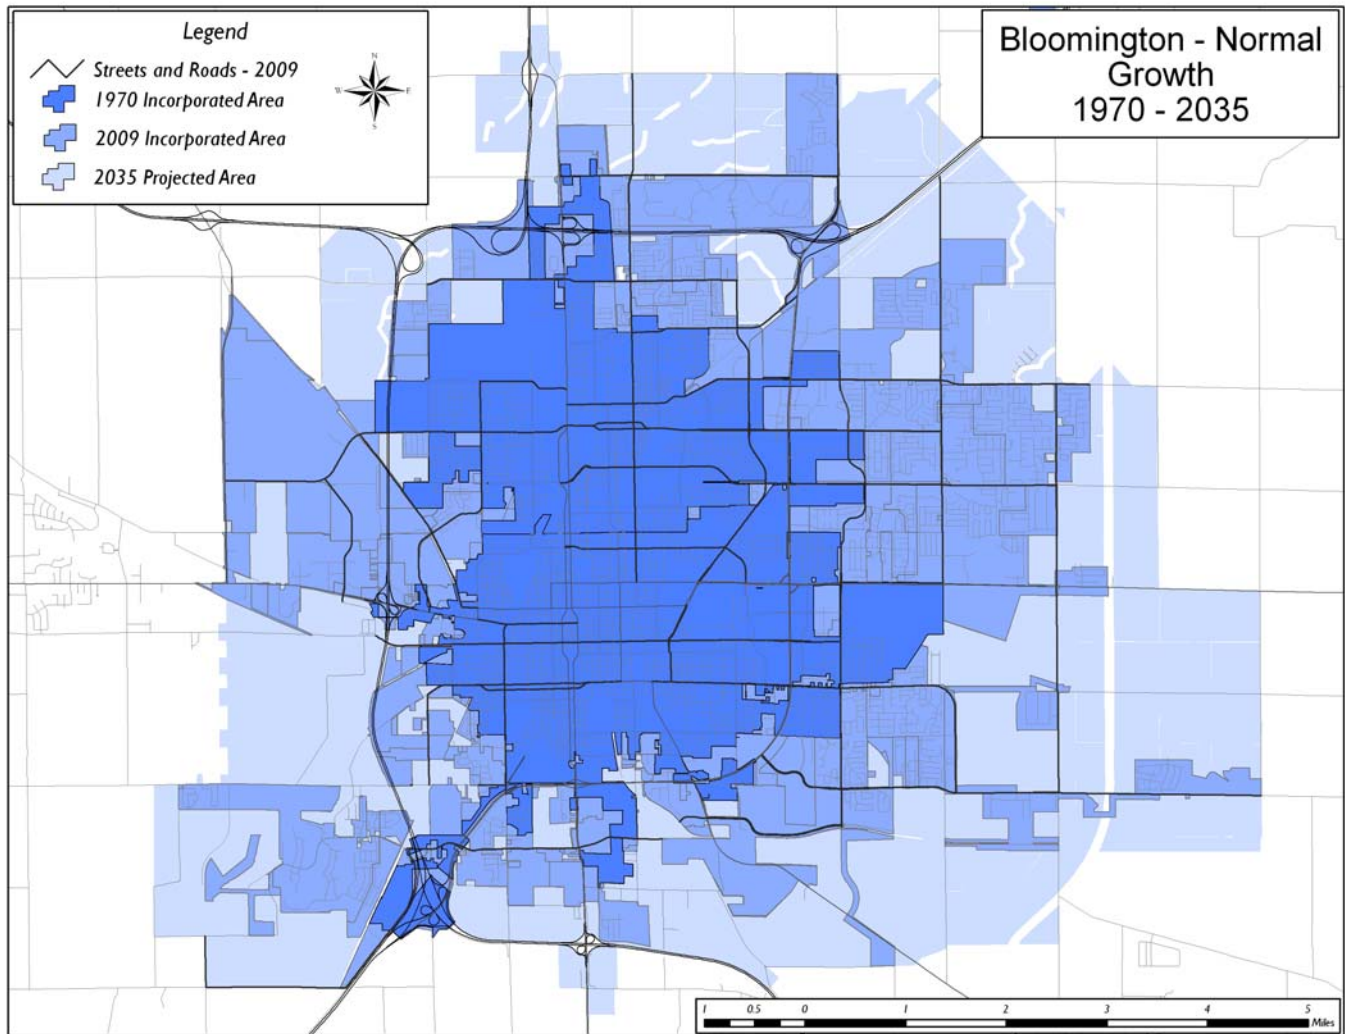 Legend
Streets and Roads - 2009
1970 Incorporated Area
2009 Incorporated Area
2035 Projected Area
N
W
E
S
Bloomington - Normal
Growth
1970 - 2035
1 0.5 0 1 2 3 4 5
Miles